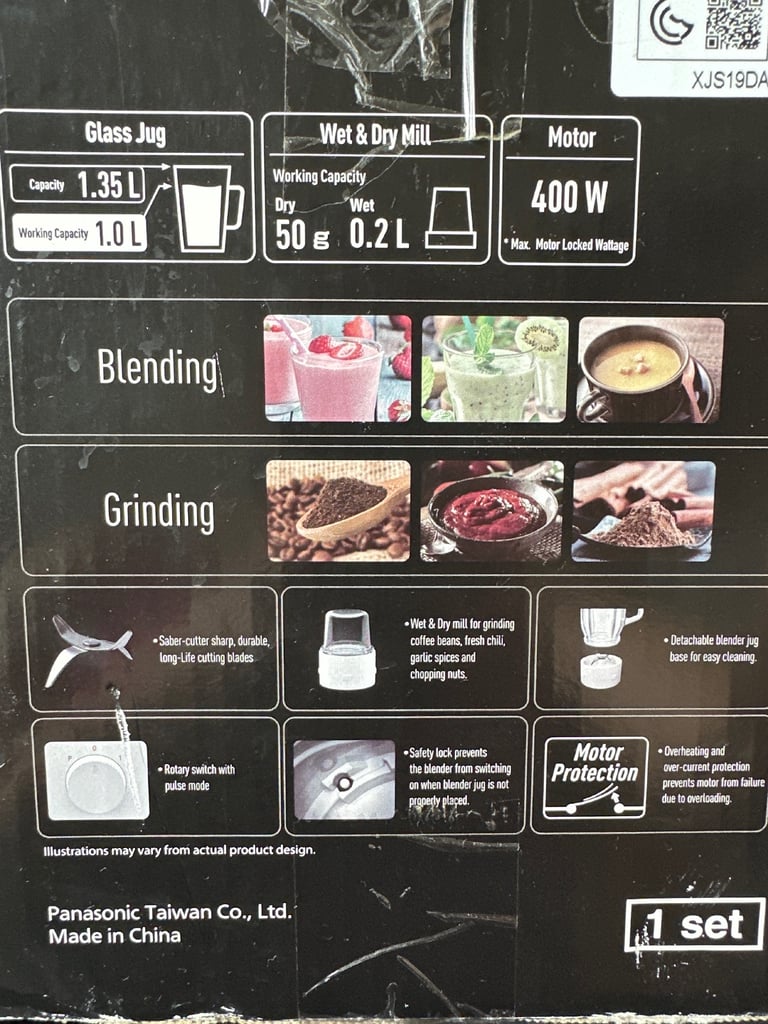 XJS19DA
Glass Jug
Capacity 1.35 L
Working Capacity 1.0 L
Wet & Dry Mill
Working Capacity
Dry Wet
50 g 0.2 L
Motor
400 W
* Max. Motor Locked Wattage
Blending
Grinding
• Saber-cutter sharp, durable,
long-Life cutting blades
• Wet & Dry mill for grinding
coffee beans, fresh chili,
garlic spices and
chopping nuts.
• Detachable blender jug
base for easy cleaning.
P 0 1
• Rotary switch with
pulse mode
• Safety lock prevents
the blender from switching
on when blender jug is not
properly placed.
Motor
Protection
• Overheating and
over-current protection
prevents motor from failure
due to overloading.
Illustrations may vary from actual product design.
Panasonic Taiwan Co., Ltd.
Made in China
1 set